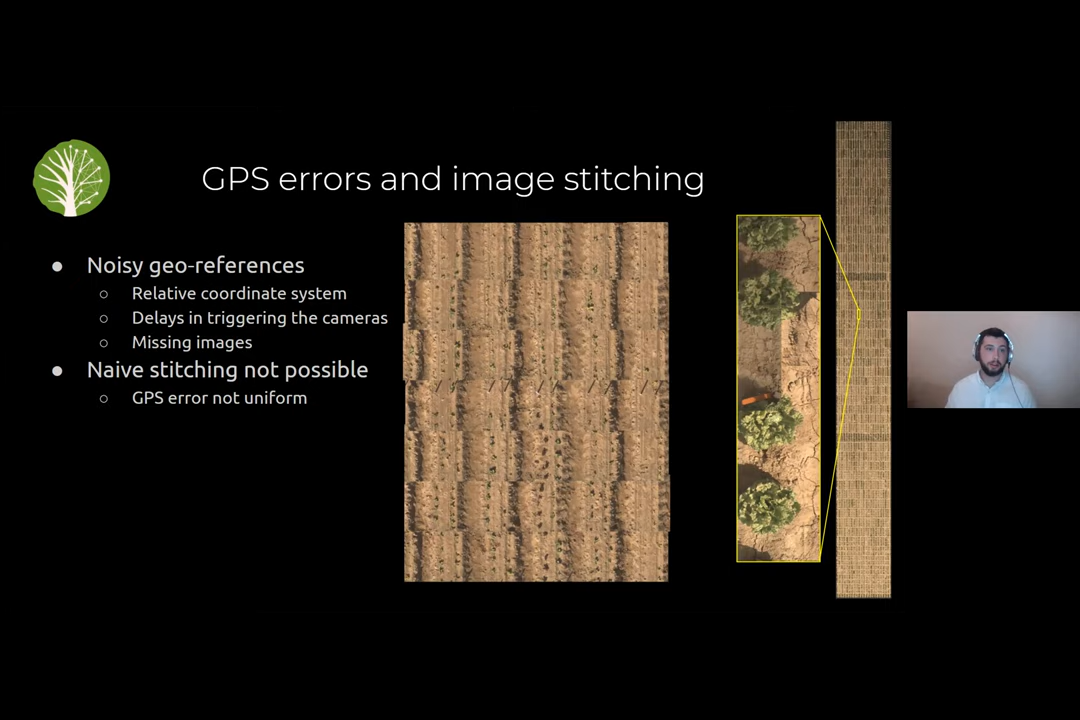 GPS errors and image stitching
● Noisy geo-references
○ Relative coordinate system
○ Delays in triggering the cameras
○ Missing images
● Naive stitching not possible
○ GPS error not uniform